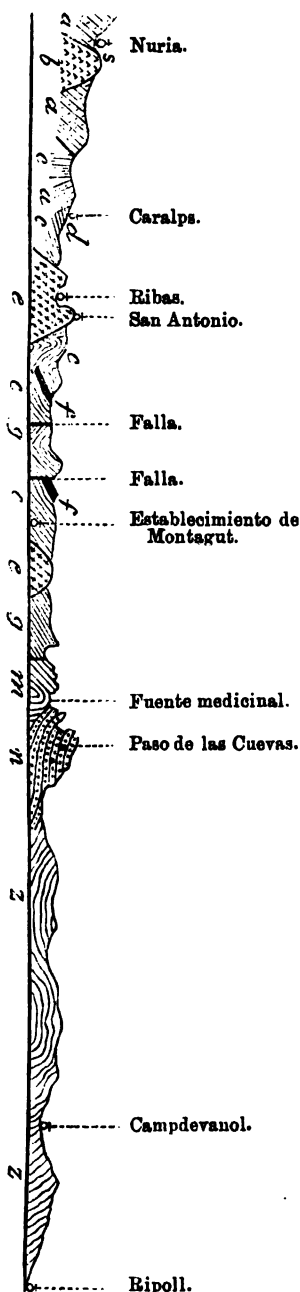 Nuria.
s
b
a
c
a
c
Caralps.
d
Ribas.
e
San Antonio.
c
c
f
g
Falla.
Falla.
c
f
Establecimiento de
Montagut.
e
g
m
Fuente medicinal.
Paso de las Cuevas.
n
z
Campdevanol.
z
Ripoll.